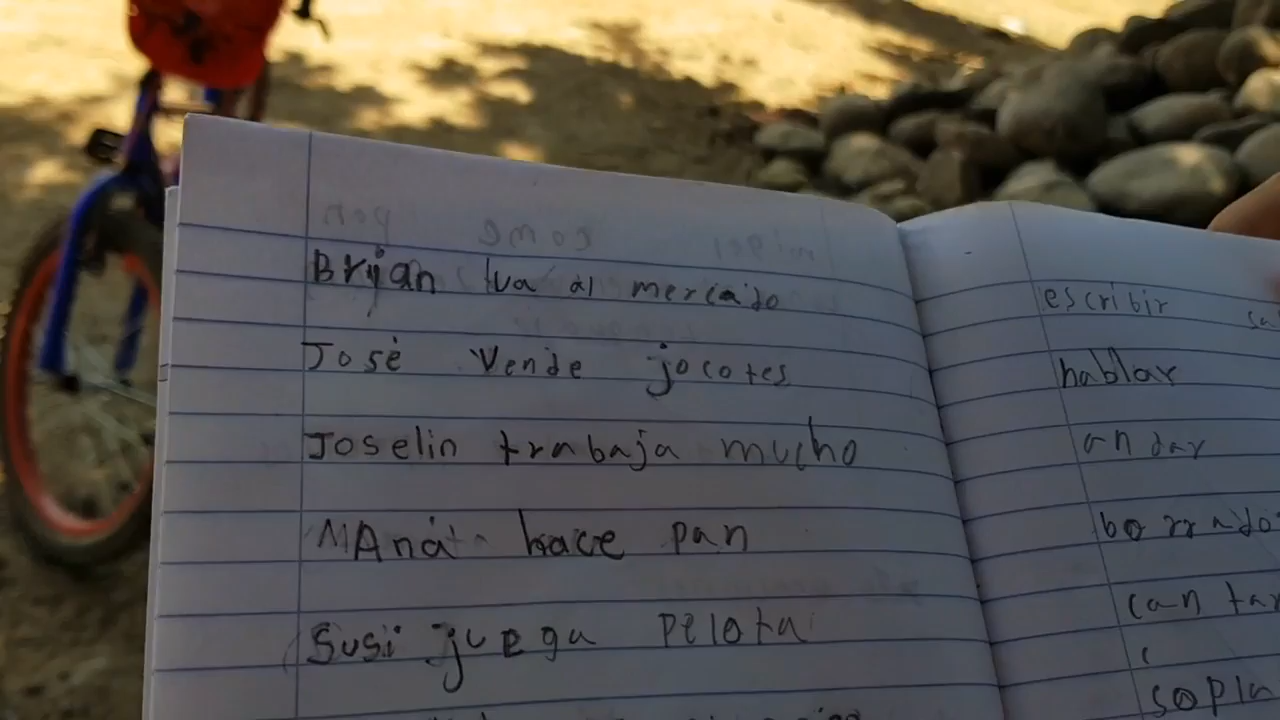 Bryan va al mercado
José vende jocotes
Joselin trabaja mucho
MAná hace pan
Susi juega pelota
escribir
hablar
andar
borrado
cantar
sopla